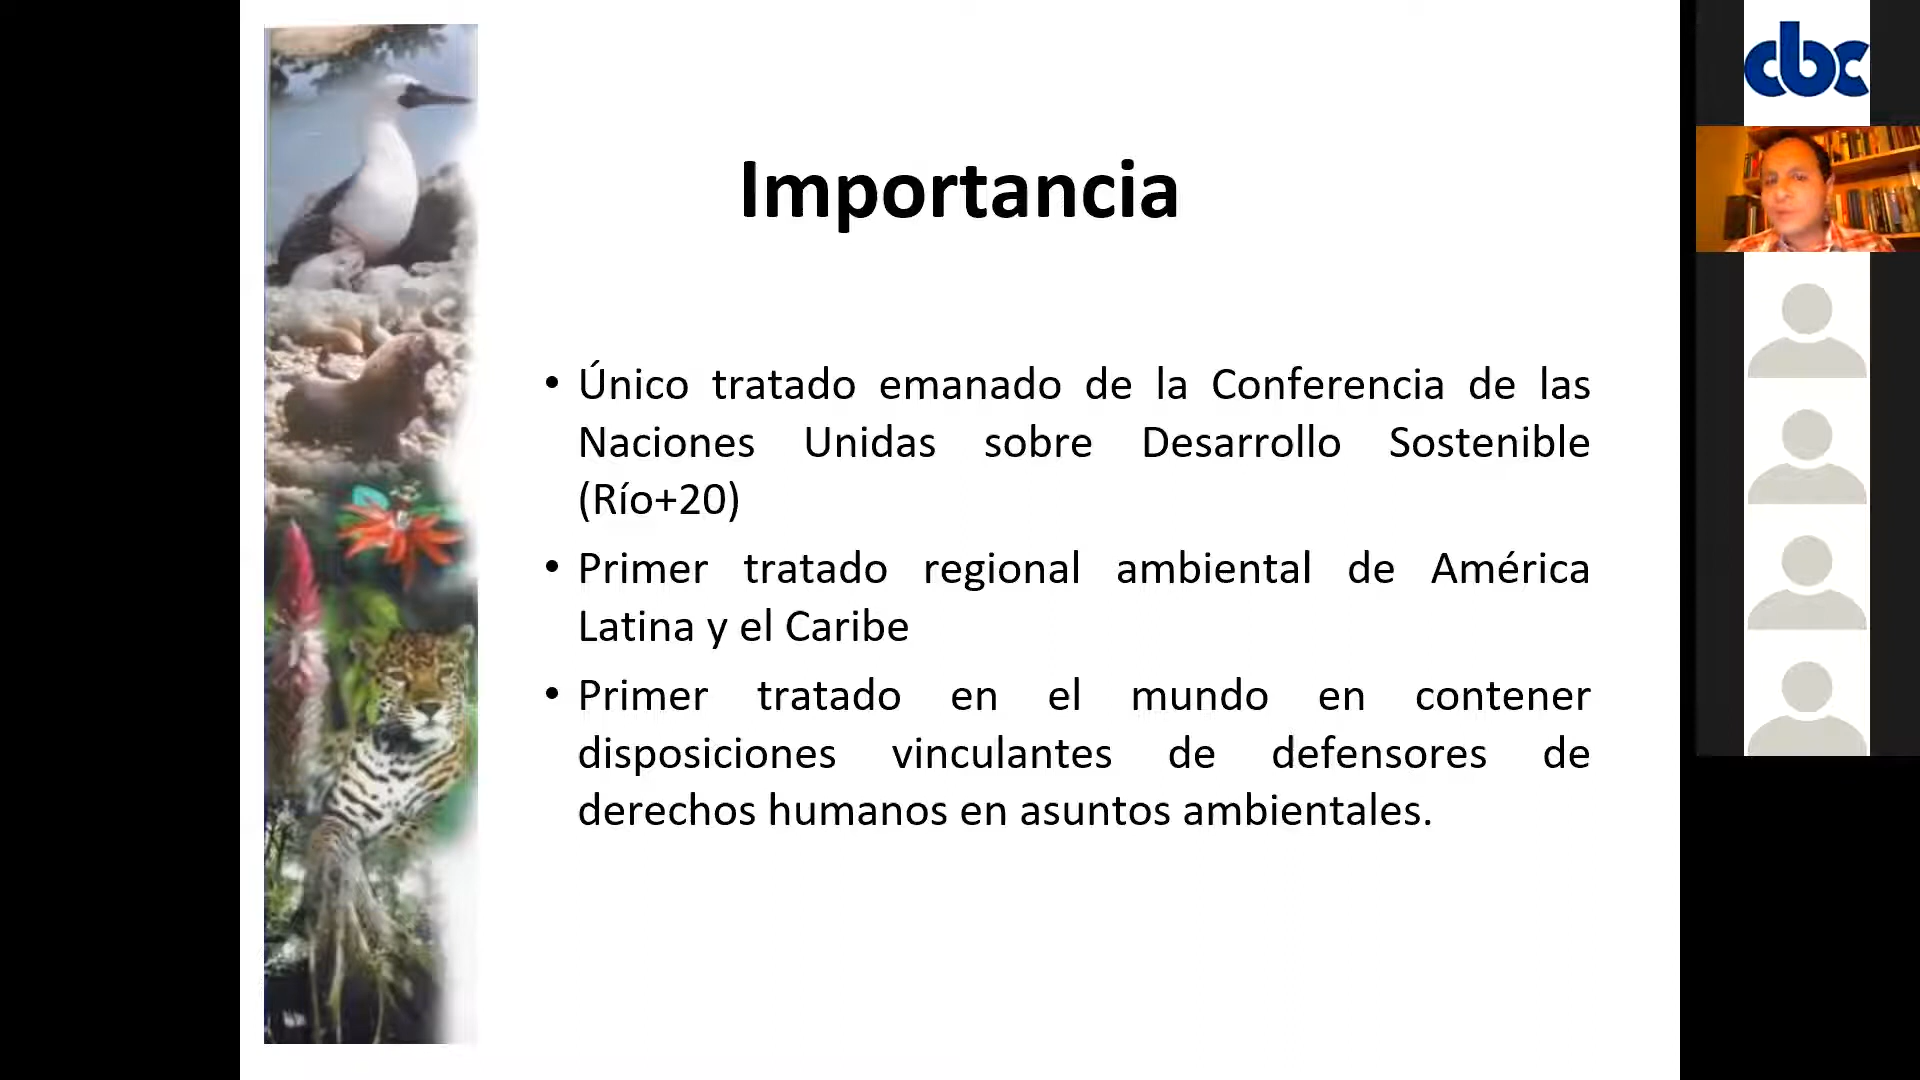 cbc
Importancia
• Único tratado emanado de la Conferencia de las
Naciones Unidas sobre Desarrollo Sostenible
(Río+20)
• Primer tratado regional ambiental de América
Latina y el Caribe
• Primer tratado en el mundo en contener
disposiciones vinculantes de defensores de
derechos humanos en asuntos ambientales.